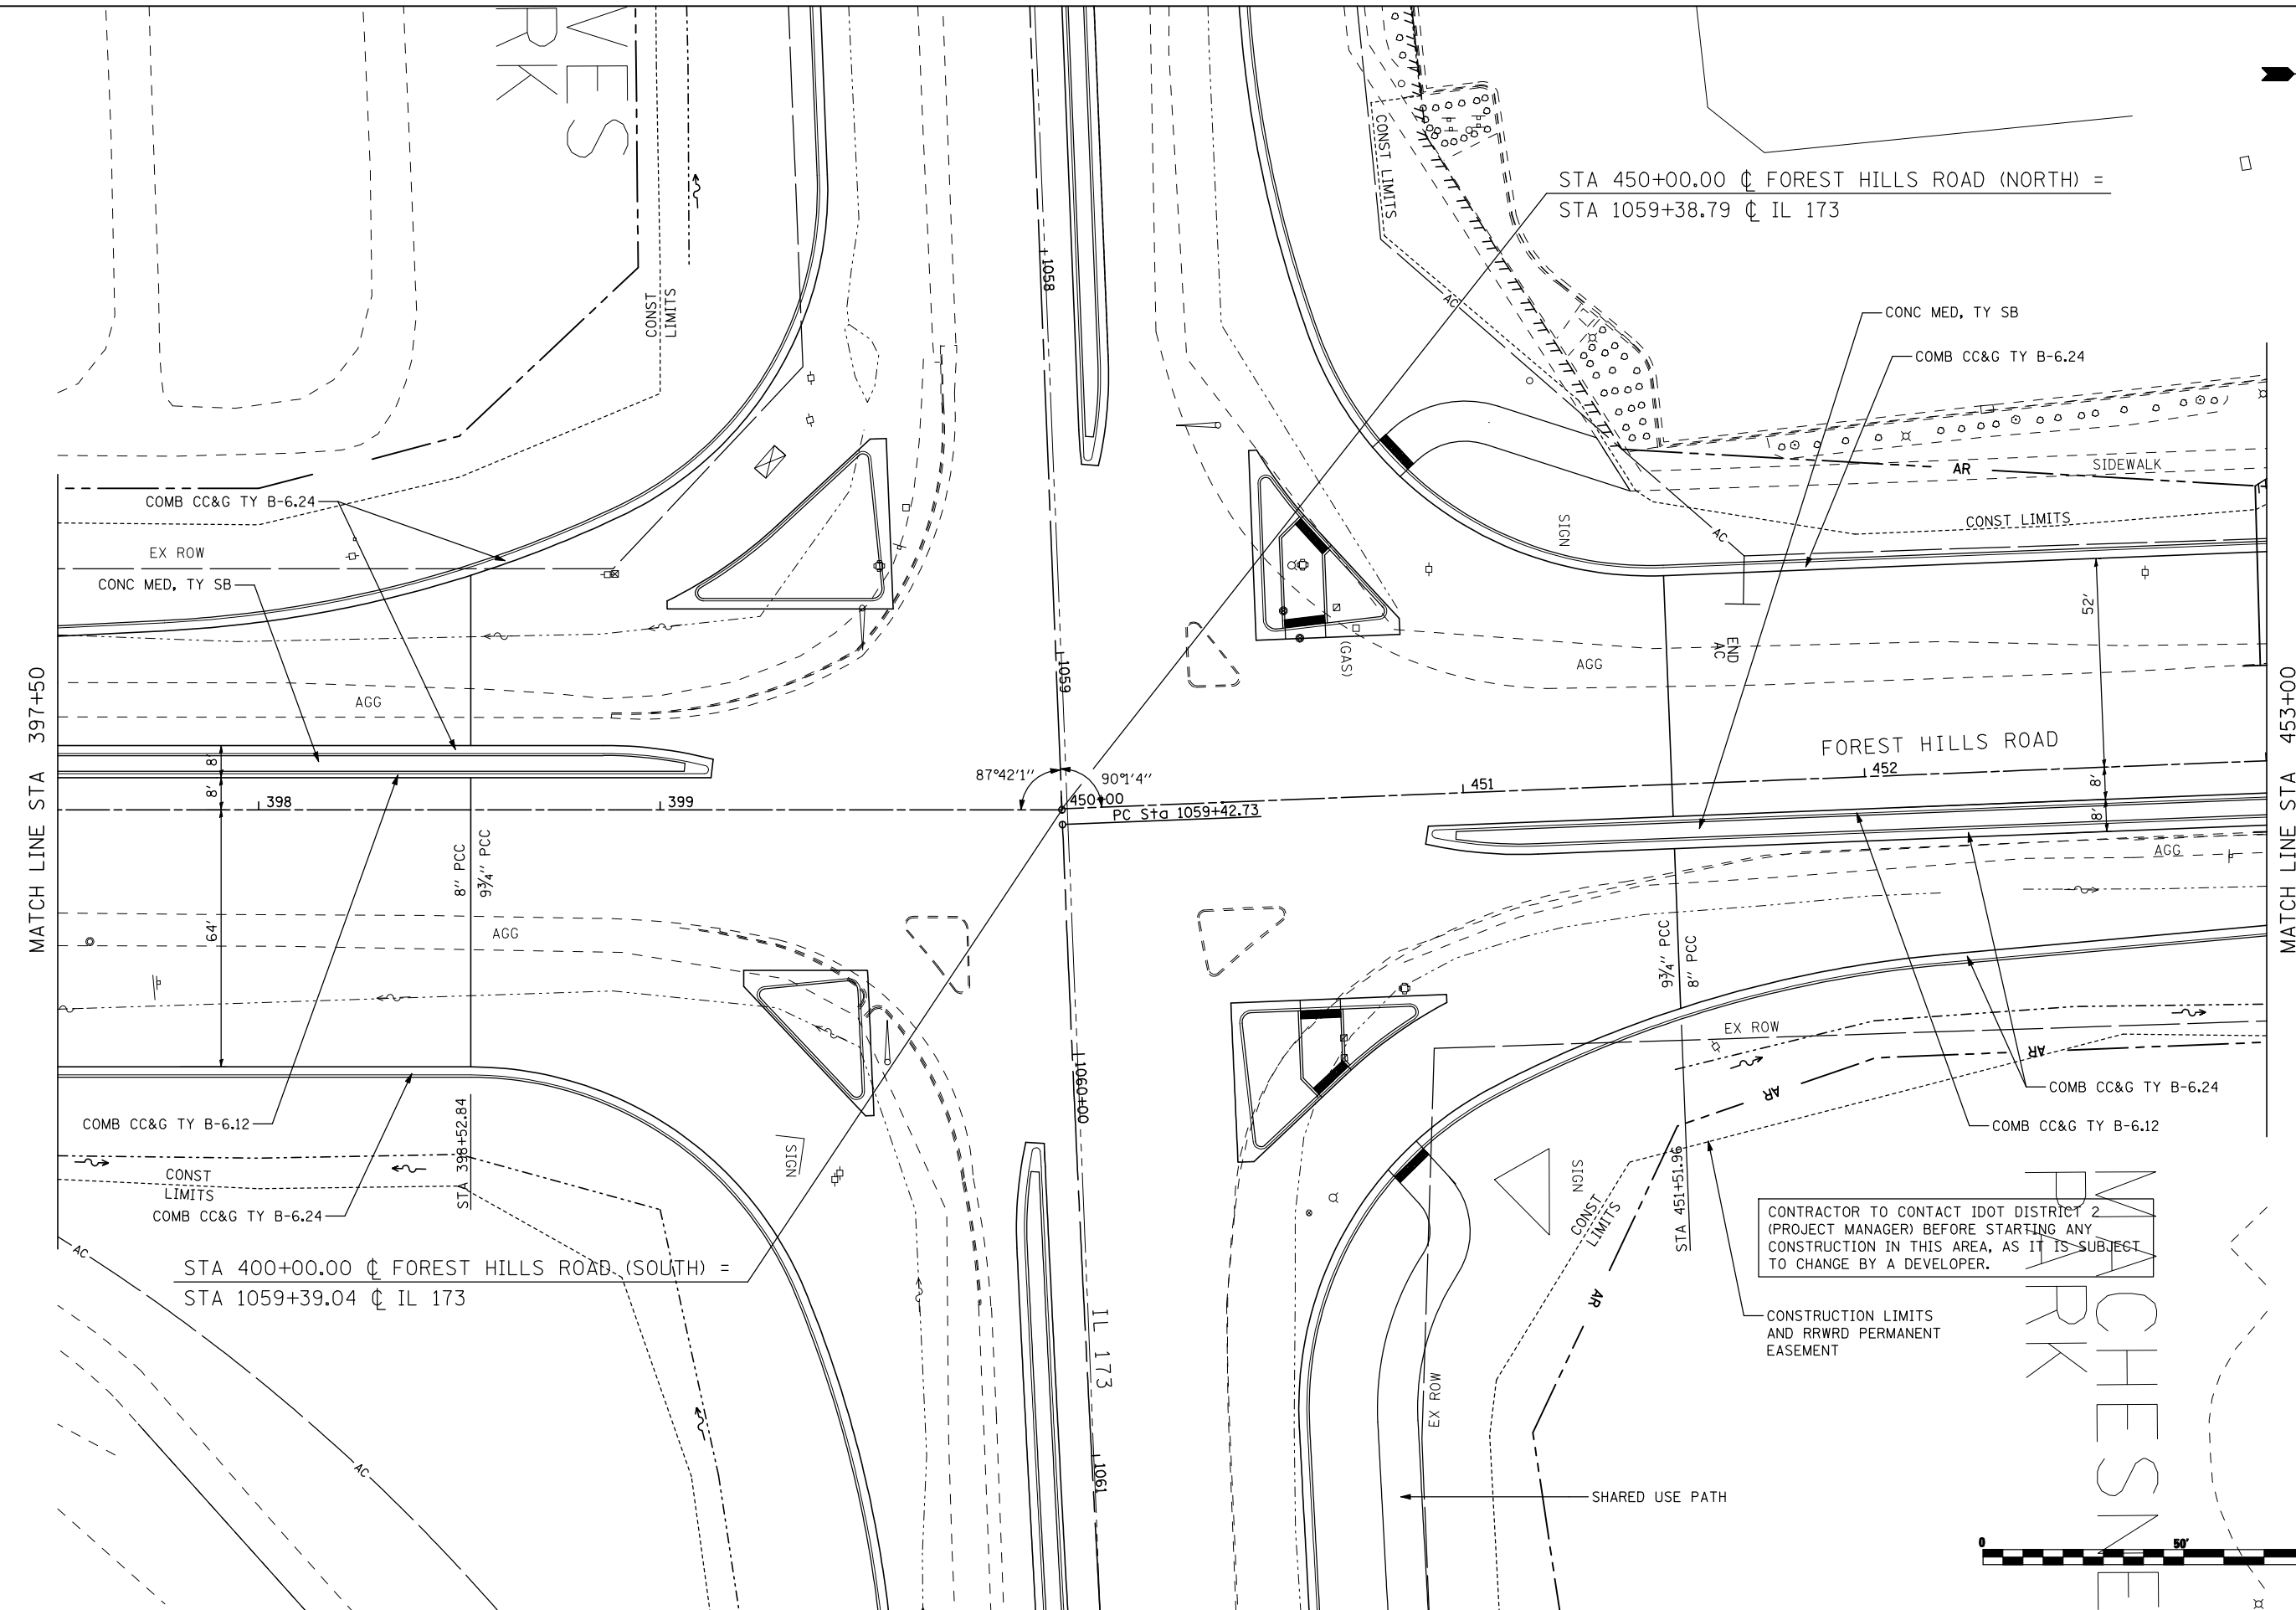 VES
RK
CONST
LIMITS
CONST LIMITS
1058
STA 450+00.00 ℄ FOREST HILLS ROAD (NORTH) =
STA 1059+38.79 ℄ IL 173
AC
CONC MED, TY SB
COMB CC&G TY B-6.24
COMB CC&G TY B-6.24
EX ROW
CONC MED, TY SB
AR
SIDEWALK
CONST LIMITS
SIGN
AC
END
AC
52'
(GAS)
AGG
AGG
1059
FOREST HILLS ROAD
MATCH LINE STA 397+50
MATCH LINE STA 453+00
8'
8'
398
399
87°42'1''
90°1'4''
450+00
PC Sta 1059+42.73
451
452
8'
8'
8'' PCC
9¾'' PCC
64'
AGG
AGG
9¾'' PCC
8'' PCC
EX ROW
AR
AR
1060+00
COMB CC&G TY B-6.24
COMB CC&G TY B-6.12
COMB CC&G TY B-6.12
STA 398+52.84
CONST
LIMITS
COMB CC&G TY B-6.24
SIGN
SIGN
CONST
LIMITS
STA 451+51.96
CONTRACTOR TO CONTACT IDOT DISTRICT 2
(PROJECT MANAGER) BEFORE STARTING ANY
CONSTRUCTION IN THIS AREA, AS IT IS SUBJECT
TO CHANGE BY A DEVELOPER.
AC
STA 400+00.00 ℄ FOREST HILLS ROAD (SOUTH) =
STA 1059+39.04 ℄ IL 173
AR
CONSTRUCTION LIMITS
AND RRWRD PERMANENT
EASEMENT
IL 173
EX ROW
AC
1061
SHARED USE PATH
MACHESNE
PARK
0
50'